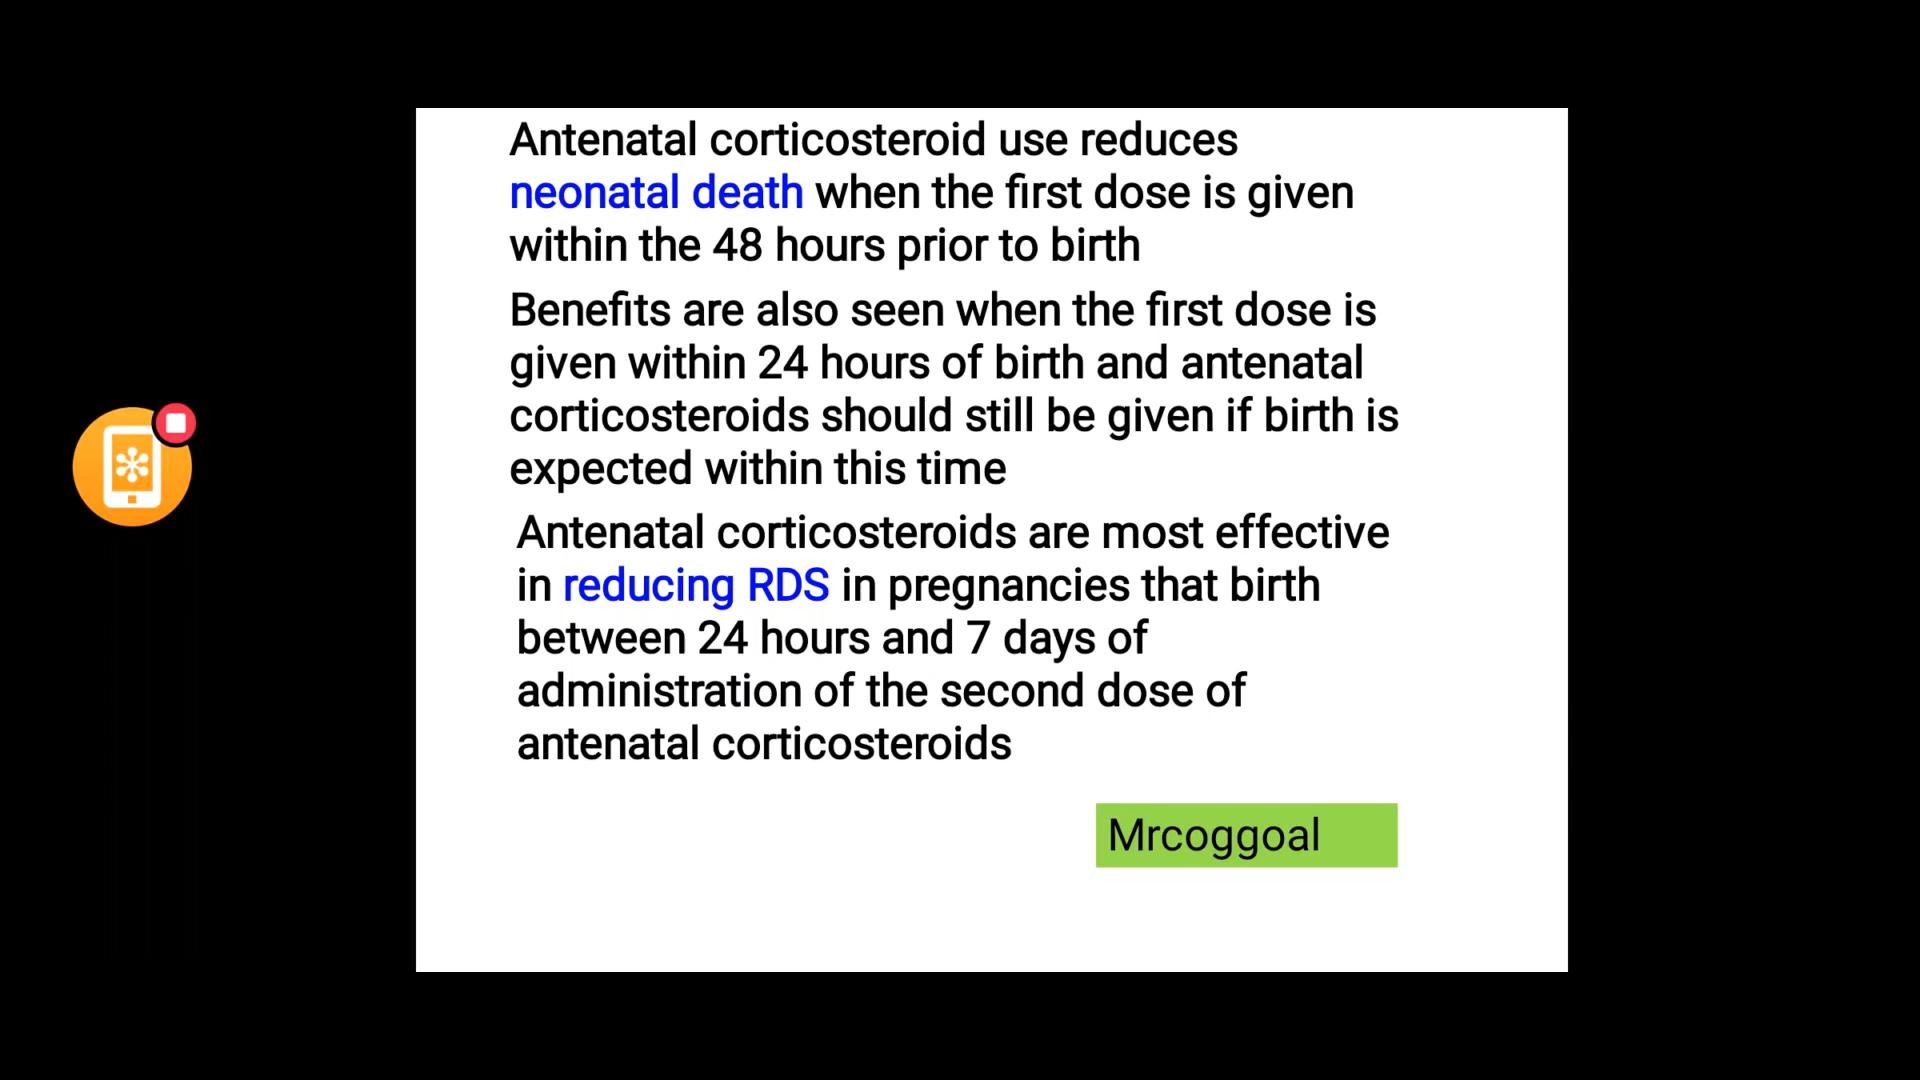 Antenatal corticosteroid use reduces
neonatal death when the first dose is given
within the 48 hours prior to birth
Benefits are also seen when the first dose is
given within 24 hours of birth and antenatal
corticosteroids should still be given if birth is
expected within this time
Antenatal corticosteroids are most effective
in reducing RDS in pregnancies that birth
between 24 hours and 7 days of
administration of the second dose of
antenatal corticosteroids
Mrcoggoal